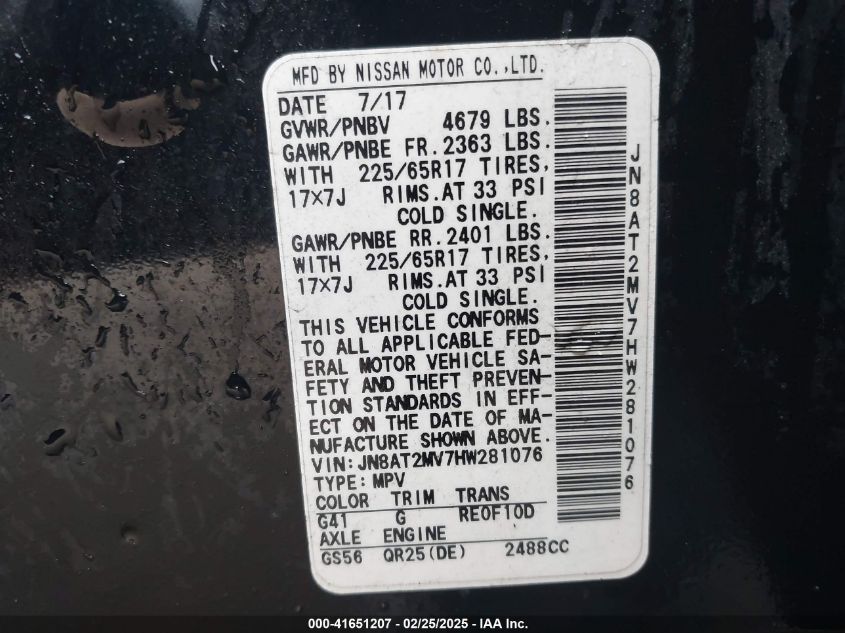 MFD BY NISSAN MOTOR CO.,LTD.
DATE 7/17
GVWR/PNBV 4679 LBS.
GAWR/PNBE FR. 2363 LBS.
WITH 225/65R17 TIRES,
17×7J RIMS.AT 33 PSI
COLD SINGLE.
GAWR/PNBE RR. 2401 LBS.
WITH 225/65R17 TIRES,
17×7J RIMS.AT 33 PSI
COLD SINGLE.
THIS VEHICLE CONFORMS
TO ALL APPLICABLE FED-
ERAL MOTOR VEHICLE SA-
FETY AND THEFT PREVEN-
TION STANDARDS IN EFF-
ECT ON THE DATE OF MA-
NUFACTURE SHOWN ABOVE.
VIN:JN8AT2MV7HW281076
TYPE:MPV
COLOR TRIM TRANS
G41 G RE0F10D
AXLE ENGINE
GS56 QR25(DE) 2488CC
JN8AT2MV7HW281076
000-41651207 - 02/25/2025 - IAA Inc.